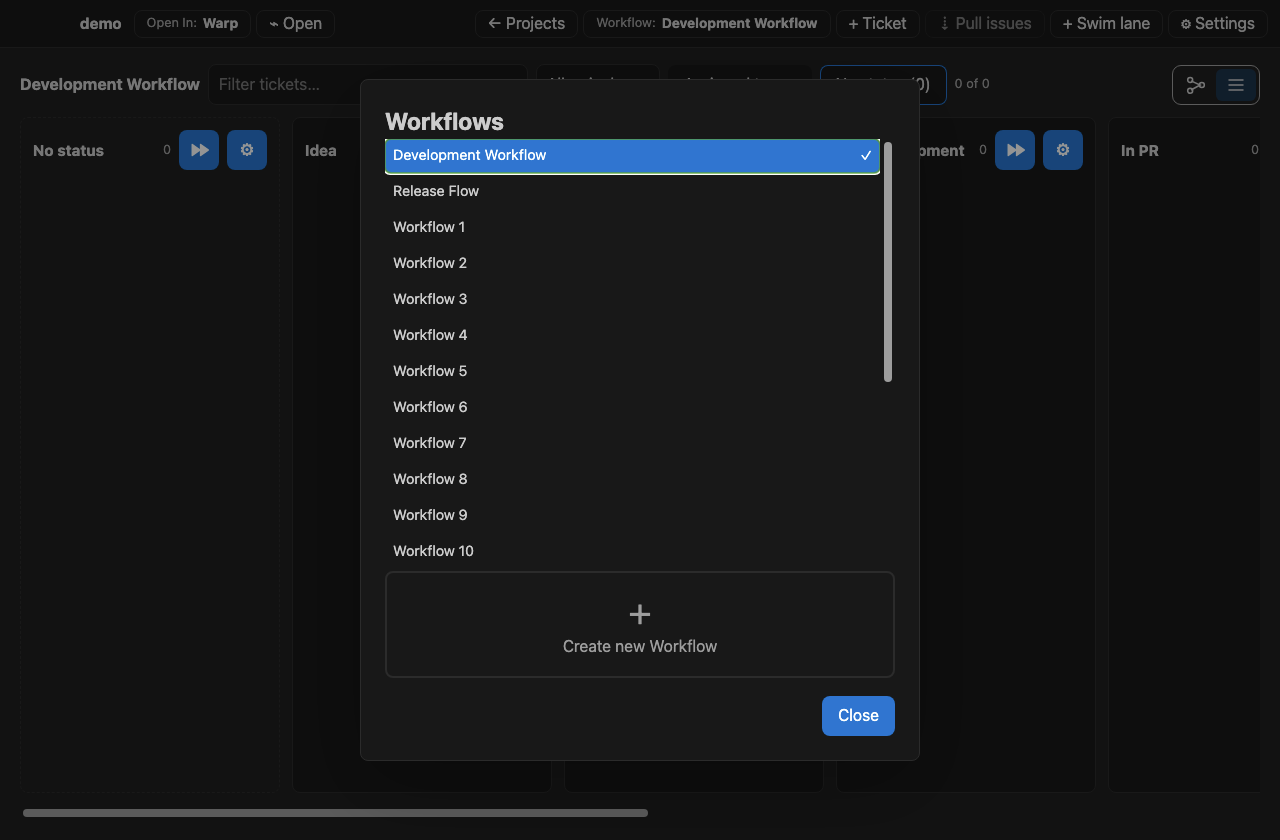 demo
Open In: Warp
Open
Projects
Workflow: Development Workflow
+ Ticket
Pull issues
+ Swim lane
Settings
Development Workflow
Filter tickets...
0)
0 of 0
No status
0
Idea
pment
0
In PR
0
Workflows
Development Workflow
Release Flow
Workflow 1
Workflow 2
Workflow 3
Workflow 4
Workflow 5
Workflow 6
Workflow 7
Workflow 8
Workflow 9
Workflow 10
Create new Workflow
Close